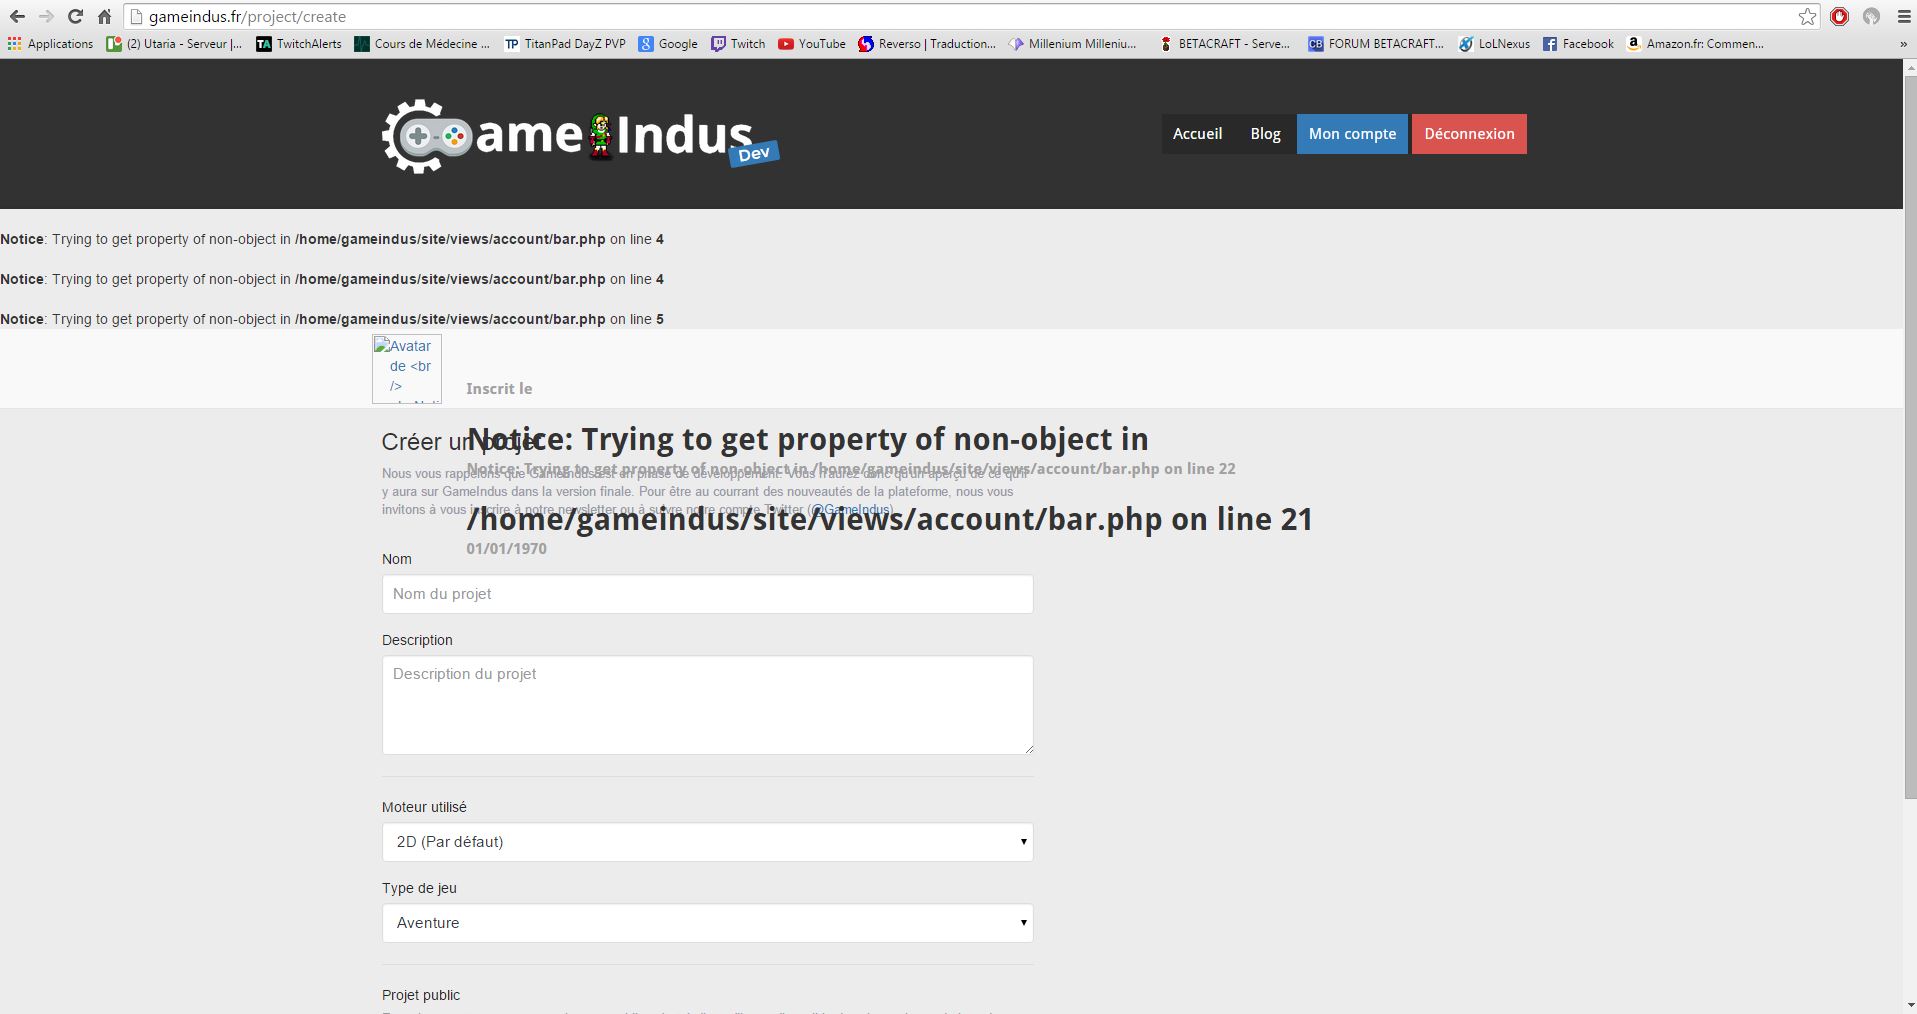 gameindus.fr/project/create
Applications (2) Utaria - Serveur |... TwitchAlerts Cours de Médecine ... TitanPad DayZ PVP Google Twitch YouTube Reverso | Traduction... Millenium Milleniu... BETACRAFT - Serve... FORUM BETACRAFT... LoLNexus Facebook Amazon.fr: Commen... »
ame Indus Dev
Accueil Blog Mon compte Déconnexion
Notice: Trying to get property of non-object in /home/gameindus/site/views/account/bar.php on line 4
Notice: Trying to get property of non-object in /home/gameindus/site/views/account/bar.php on line 4
Notice: Trying to get property of non-object in /home/gameindus/site/views/account/bar.php on line 5
Avatar
de <br
/>
Inscrit le
Créer un projet
Notice: Trying to get property of non-object in
Notice: Trying to get property of non-object in /home/gameindus/site/views/account/bar.php on line 22
Nous vous rappelons que GameIndus est en phase de développement. Vous n'aurez donc qu'un aperçu de ce qu'il
y aura sur GameIndus dans la version finale. Pour être au courrant des nouveautés de la plateforme, nous vous
invitons à vous inscrire à notre newsletter ou à suivre notre compte Twitter (@GameIndus)
/home/gameindus/site/views/account/bar.php on line 21
01/01/1970
Nom
Nom du projet
Description
Description du projet
Moteur utilisé
2D (Par défaut)
Type de jeu
Aventure
Projet public